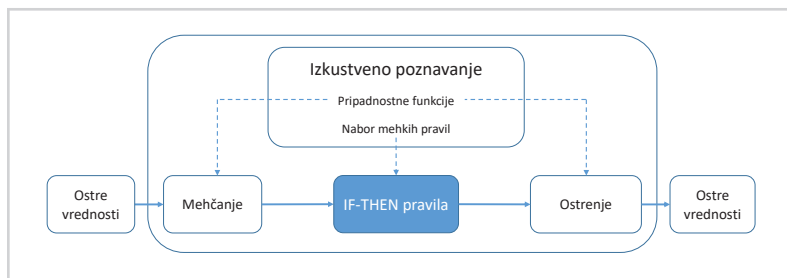 Izkustveno poznavanje
Pripadnostne funkcije
Nabor mehkih pravil
Ostre
vrednosti
Mehčanje
IF-THEN pravila
Ostrenje
Ostre
vrednosti